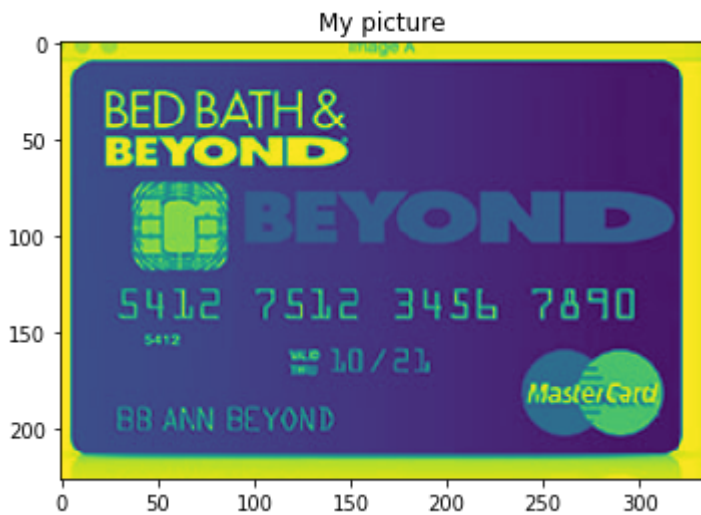 My picture
Image
BED BATH &
BEYOND
BEYOND
5412 7512 3456 7890
5412
VALID
THRU 10/21
MasterCard
BB ANN BEYOND
0
50
100
150
200
0 50 100 150 200 250 300